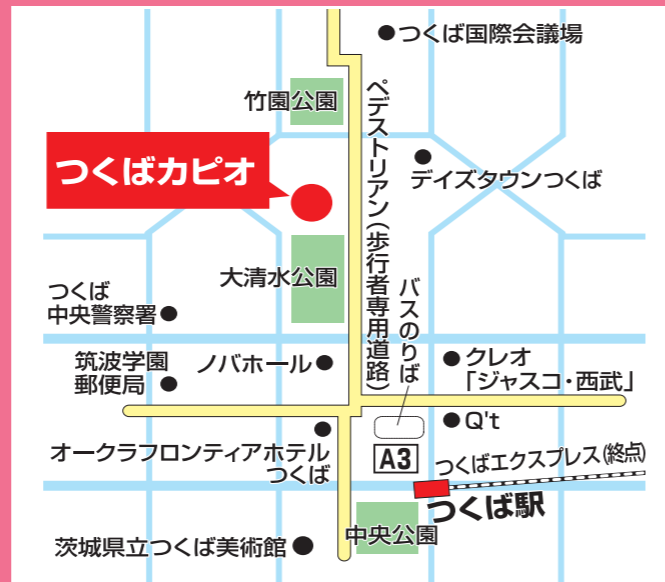 つくば国際会議場
竹園公園
ペデストリアン(歩行者専用道路)
つくばカピオ
デイズタウンつくば
大清水公園
つくば
中央警察署
バスのりば
筑波学園
郵便局
ノバホール
クレオ
「ジャスコ・西武」
Q't
オークラフロンティアホテル
つくば
A3
つくばエクスプレス(終点)
つくば駅
中央公園
茨城県立つくば美術館